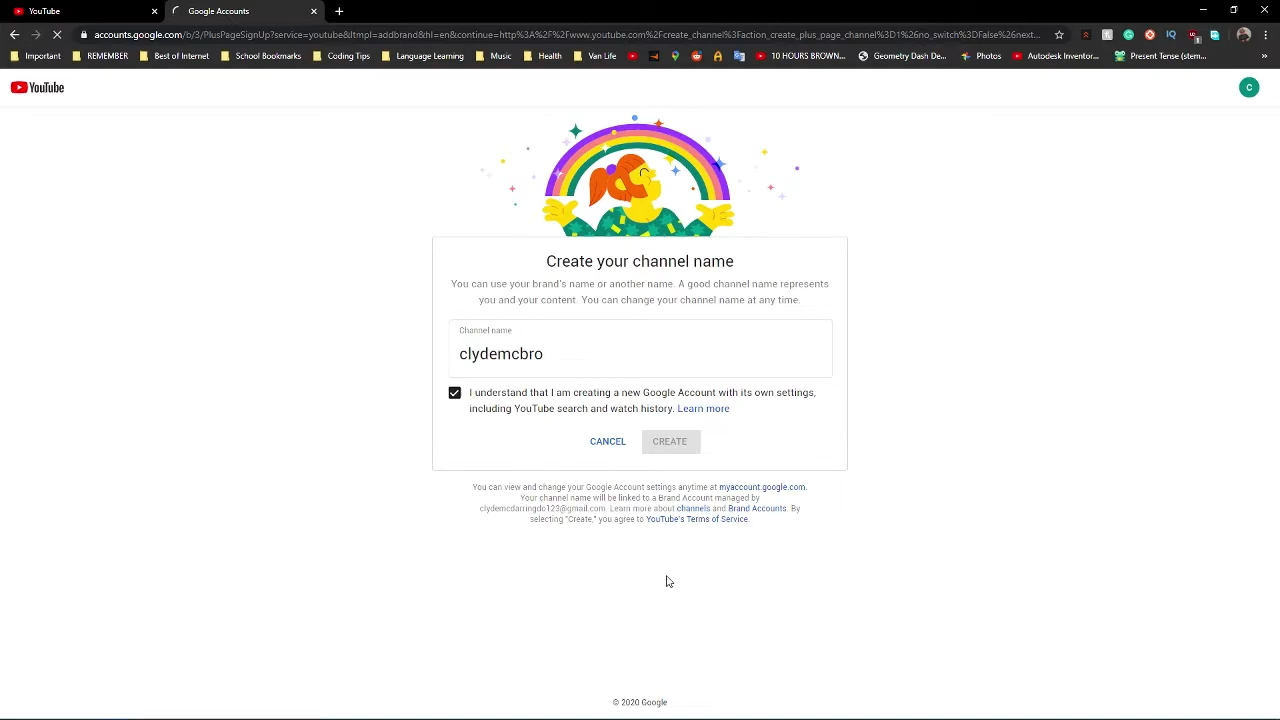 YouTube
Google Accounts
accounts.google.com/b/3/PlusPageSignUp?service=youtube&ltmpl=addbrand&hl=en&continue=http%3A%2F%2Fwww.youtube.com%2Fcreate_channel%3Faction_create_plus_page_channel%3D1%26no_switch%3DFalse%26next...
Important REMEMBER Best of Internet School Bookmarks Coding Tips Language Learning Music Health Van Life 10 HOURS BROWN... Geometry Dash De... Photos Autodesk Inventor... Present Tense (stem...
YouTube
C
Create your channel name
You can use your brand's name or another name. A good channel name represents
you and your content. You can change your channel name at any time.
Channel name
clydemcbro
I understand that I am creating a new Google Account with its own settings,
including YouTube search and watch history. Learn more
CANCEL CREATE
You can view and change your Google Account settings anytime at myaccount.google.com.
Your channel name will be linked to a Brand Account managed by
clydemcdarringdo123@gmail.com. Learn more about channels and Brand Accounts. By
selecting "Create," you agree to YouTube's Terms of Service.
© 2020 Google